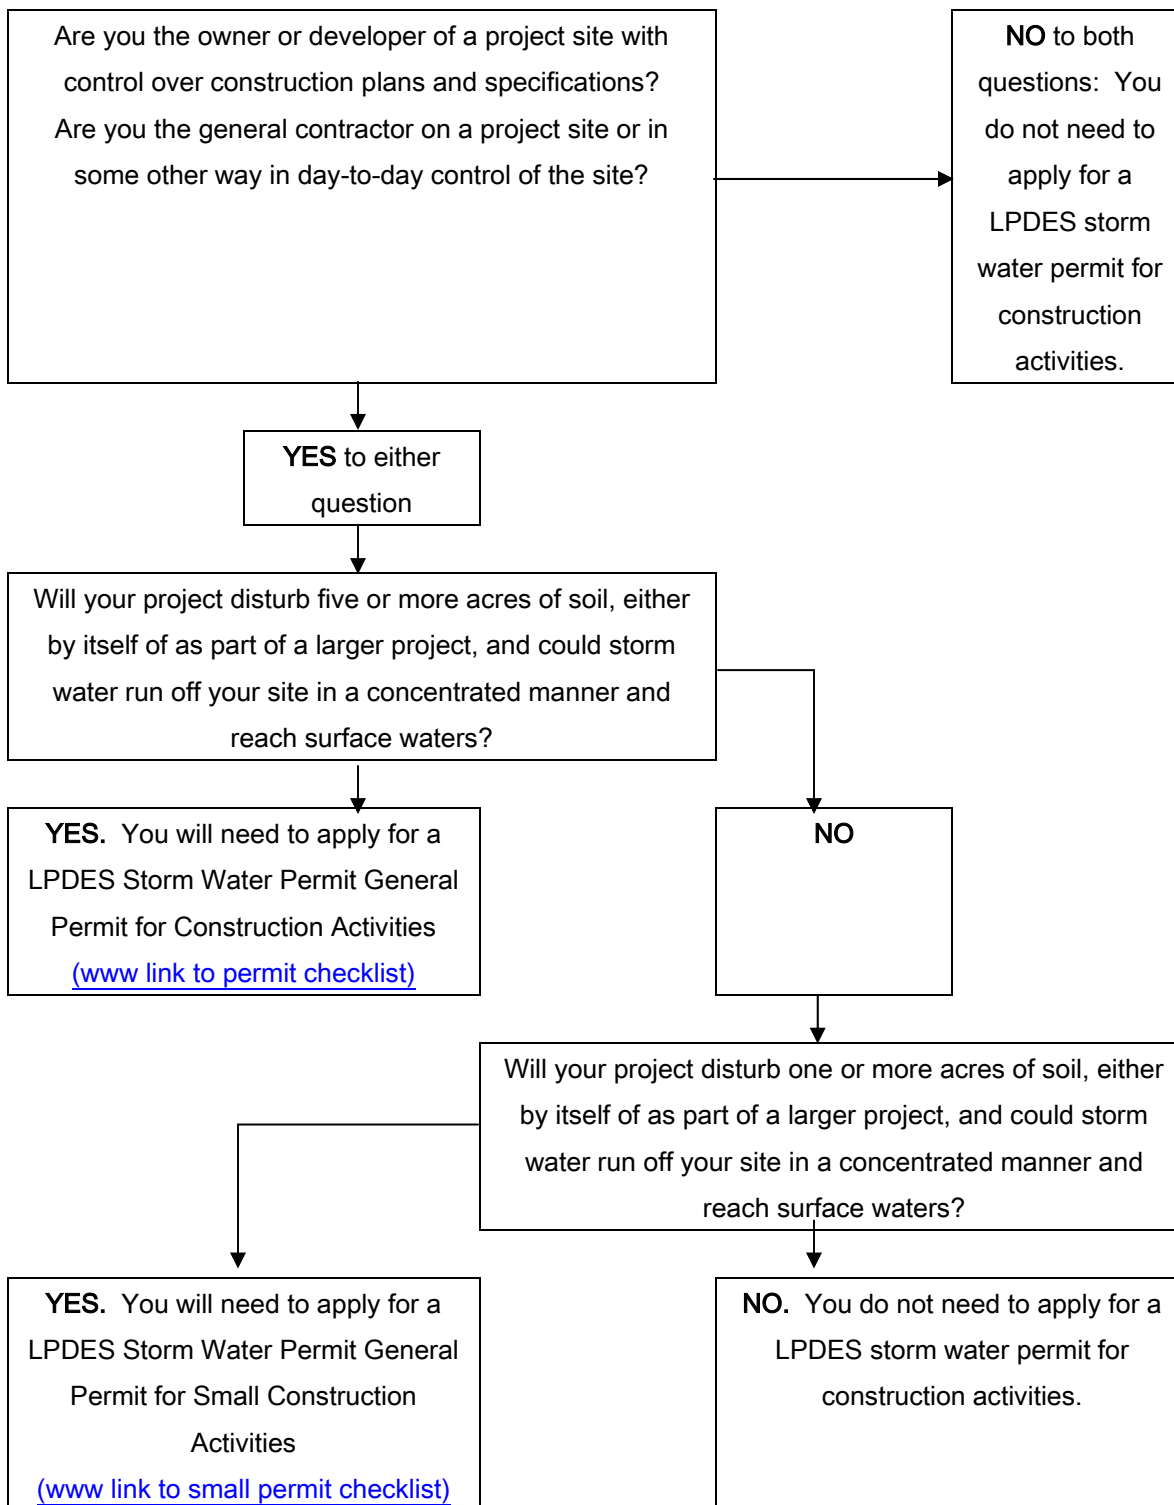 Are you the owner or developer of a project site with
control over construction plans and specifications?
Are you the general contractor on a project site or in
some other way in day-to-day control of the site?
NO to both
questions: You
do not need to
apply for a
LPDES storm
water permit for
construction
activities.
YES to either
question
Will your project disturb five or more acres of soil, either
by itself of as part of a larger project, and could storm
water run off your site in a concentrated manner and
reach surface waters?
YES. You will need to apply for a
LPDES Storm Water Permit General
Permit for Construction Activities
(www link to permit checklist)
NO
Will your project disturb one or more acres of soil, either
by itself of as part of a larger project, and could storm
water run off your site in a concentrated manner and
reach surface waters?
YES. You will need to apply for a
LPDES Storm Water Permit General
Permit for Small Construction
Activities
(www link to small permit checklist)
NO. You do not need to apply for a
LPDES storm water permit for
construction activities.